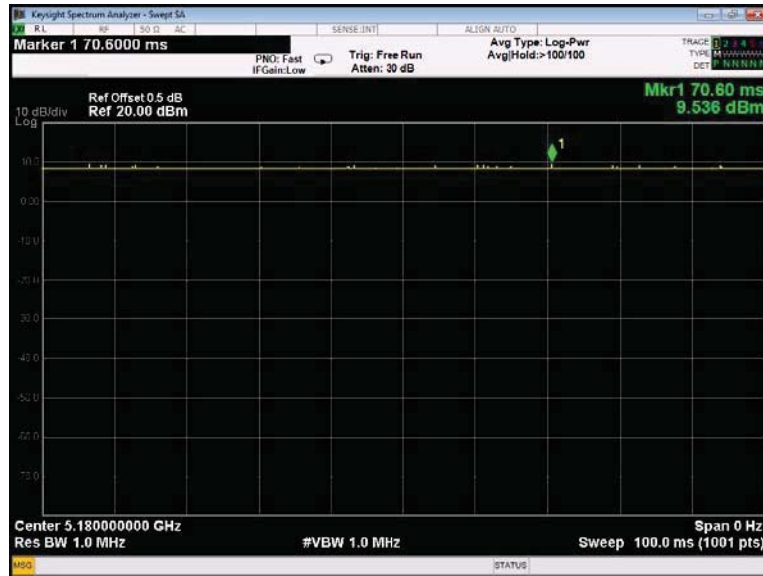 Keysight Spectrum Analyzer - Swept SA
RL RF 50 Ω AC SENSE:INT ALIGN AUTO
Marker 1 70.6000 ms
PNO: Fast
IFGain:Low
Trig: Free Run
Atten: 30 dB
Avg Type: Log-Pwr
Avg|Hold:>100/100
TRACE 1 2 3 4 5
TYPE M
DET P N N N N
Mkr1 70.60 ms
9.536 dBm
Ref Offset 0.5 dB
10 dB/div Ref 20.00 dBm
Log
1
10.0
0.00
-10.0
-20.0
-30.0
-40.0
-50.0
-60.0
-70.0
Center 5.180000000 GHz Span 0 Hz
Res BW 1.0 MHz #VBW 1.0 MHz Sweep 100.0 ms (1001 pts)
MSG STATUS